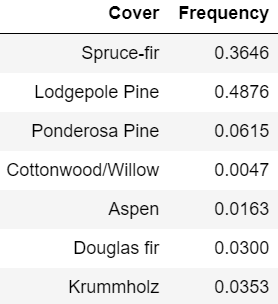 Cover Frequency
Spruce-fir 0.3646
Lodgepole Pine 0.4876
Ponderosa Pine 0.0615
Cottonwood/Willow 0.0047
Aspen 0.0163
Douglas fir 0.0300
Krummholz 0.0353